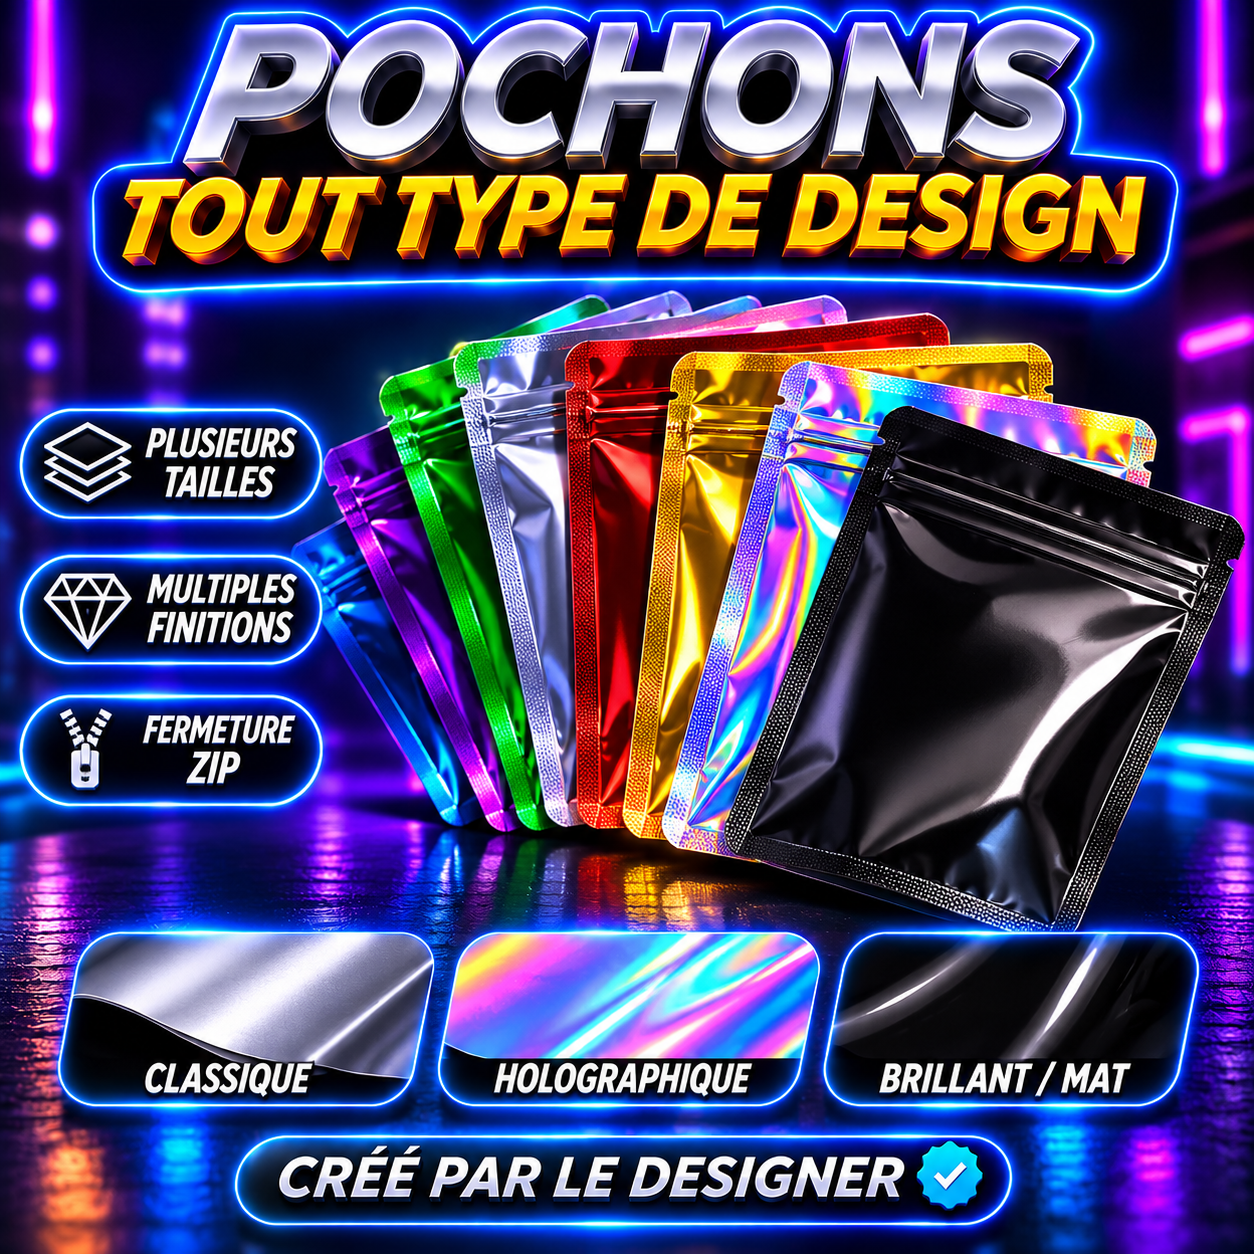 POCHONS
TOUT TYPE DE DESIGN
PLUSIEURS
TAILLES
MULTIPLES
FINITIONS
FERMETURE
ZIP
CLASSIQUE
HOLOGRAPHIQUE
BRILLANT / MAT
CRÉÉ PAR LE DESIGNER